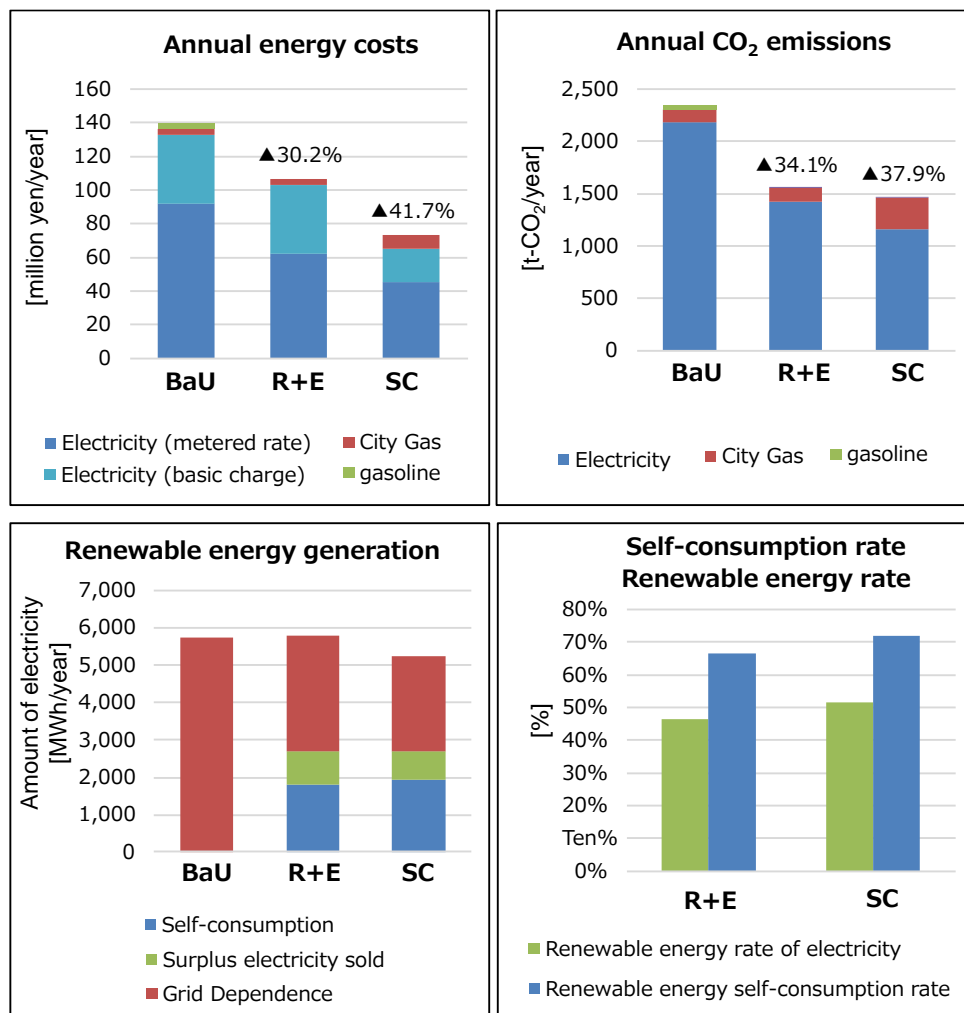 Annual energy costs
[million yen/year]
160
140
120
100
80
60
40
20
0
▲30.2%
▲41.7%
BaU R+E SC
Electricity (metered rate) City Gas
Electricity (basic charge) gasoline
Annual CO₂ emissions
[t-CO₂/year]
2,500
2,000
1,500
1,000
500
0
▲34.1%
▲37.9%
BaU R+E SC
Electricity City Gas gasoline
Renewable energy generation
Amount of electricity
[MWh/year]
7,000
6,000
5,000
4,000
3,000
2,000
1,000
0
BaU R+E SC
Self-consumption
Surplus electricity sold
Grid Dependence
Self-consumption rate
Renewable energy rate
[%]
80%
70%
60%
50%
40%
30%
20%
Ten%
0%
R+E SC
Renewable energy rate of electricity
Renewable energy self-consumption rate